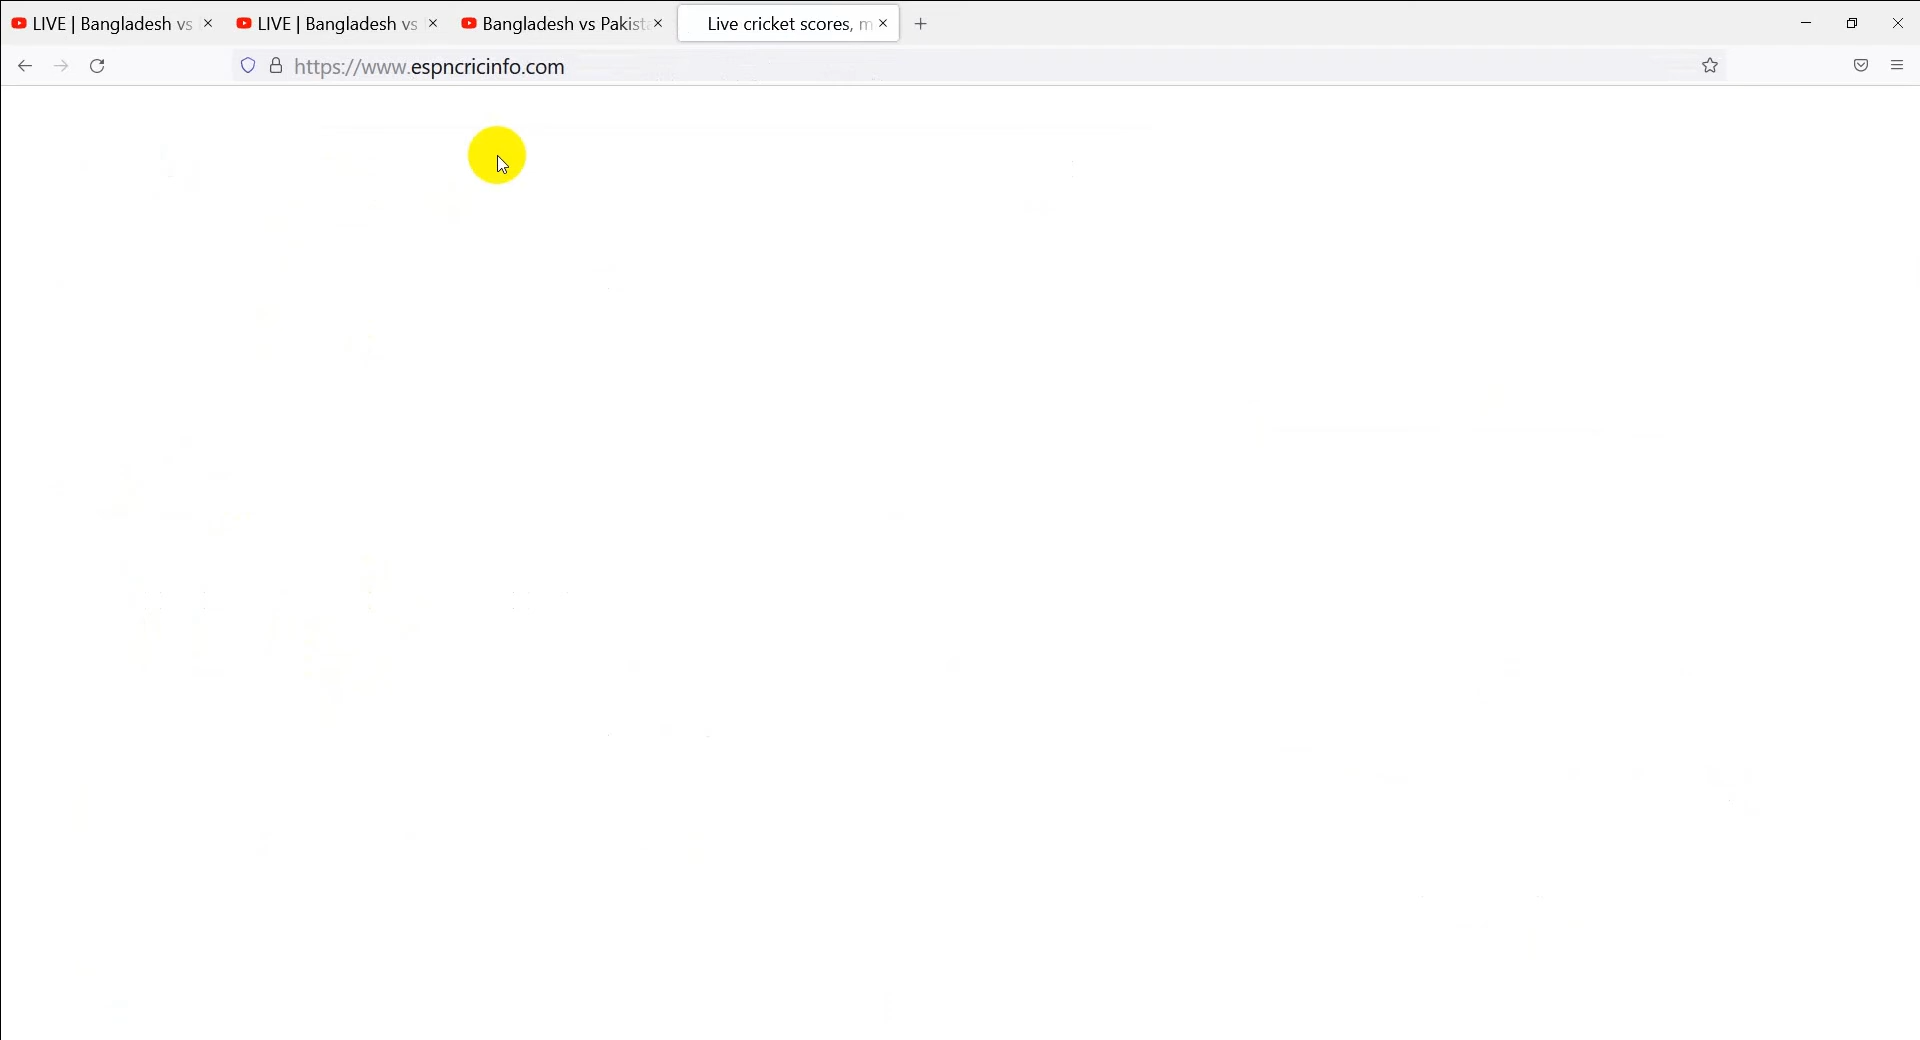 LIVE | Bangladesh vs
LIVE | Bangladesh vs
Bangladesh vs Pakist
Live cricket scores, m
https://www.espncricinfo.com